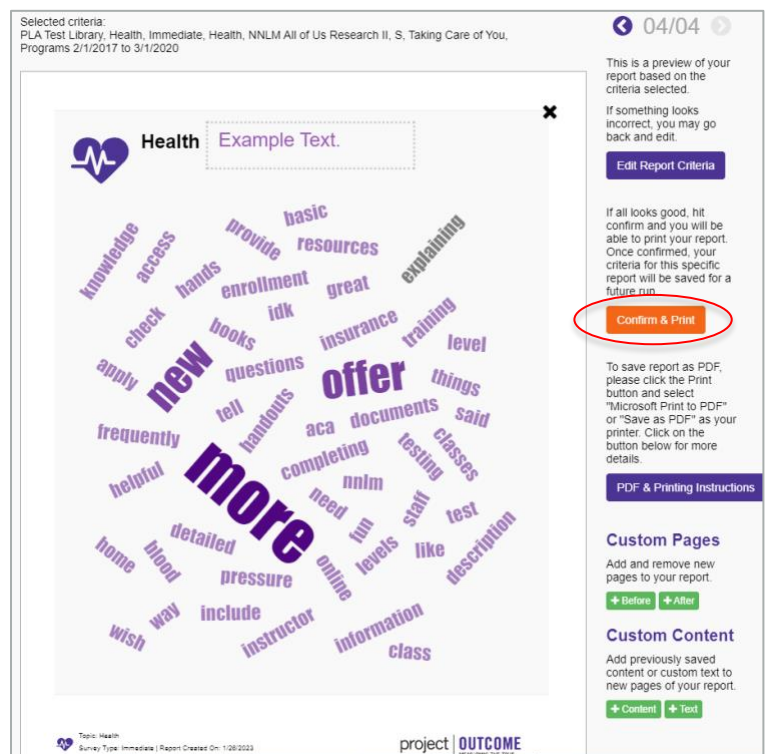 Selected criteria:
PLA Test Library, Health, Immediate, Health, NNLM All of Us Research II, S, Taking Care of You,
Programs 2/1/2017 to 3/1/2020
Health
Example Text.
basic
provide
resources
explaining
knowledge
access
hands
enrollment
great
idk
check
books
insurance
training
level
apply
new
questions
offer
things
tell
handouts
aca
documents
said
frequently
completing
testing
classes
helpful
more
nnlm
need
staff
test
detailed
fun
levels
like
description
home
blood
pressure
online
wish
way
include
instructor
information
class
Topic: Health
Survey Type: Immediate | Report Created On: 1/26/2023
project | OUTCOME
04/04
This is a preview of your
report based on the
criteria selected.
If something looks
incorrect, you may go
back and edit.
Edit Report Criteria
If all looks good, hit
confirm and you will be
able to print your report.
Once confirmed, your
criteria for this specific
report will be saved for a
future run.
Confirm & Print
To save report as PDF,
please click the Print
button and select
"Microsoft Print to PDF"
or "Save as PDF" as your
printer. Click on the
button below for more
details.
PDF & Printing Instructions
Custom Pages
Add and remove new
pages to your report.
+ Before + After
Custom Content
Add previously saved
content or custom text to
new pages of your report.
+ Content + Text